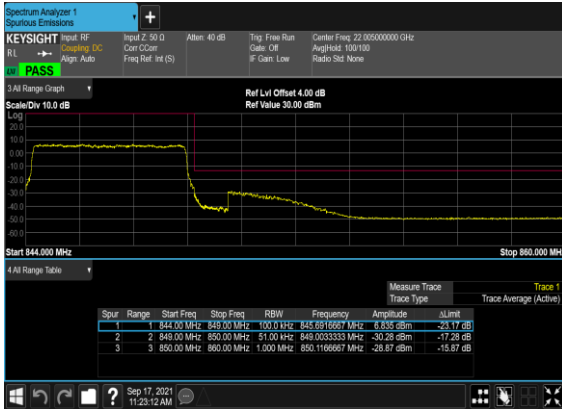 Spectrum Analyzer 1
Spurious Emissions
+
KEYSIGHT Input: RF Input Z: 50 Ω Atten: 40 dB Trig: Free Run Center Freq: 22.005000000 GHz
RL Coupling: DC Corr CCorr Gate: Off Avg|Hold: 100/100
Align: Auto Freq Ref: Int (S) IF Gain: Low Radio Std: None
PASS
3 All Range Graph
Ref Lvl Offset 4.00 dB
Scale/Div 10.0 dB Ref Value 30.00 dBm
Log
20.0
10.0
0.00
-10.0
-20.0
-30.0
-40.0
-50.0
-60.0
Start 844.000 MHz Stop 860.000 MHz
4 All Range Table
Measure Trace Trace 1
Trace Type Trace Average (Active)
Spur Range Start Freq Stop Freq RBW Frequency Amplitude ΔLimit
1 1 844.00 MHz 849.00 MHz 100.0 kHz 845.6916667 MHz 6.835 dBm -23.17 dB
2 2 849.00 MHz 850.00 MHz 51.00 kHz 849.0033333 MHz -30.28 dBm -17.28 dB
3 3 850.00 MHz 860.00 MHz 1.000 MHz 850.1166667 MHz -28.87 dBm -15.87 dB
? Sep 17, 2021
11:23:12 AM